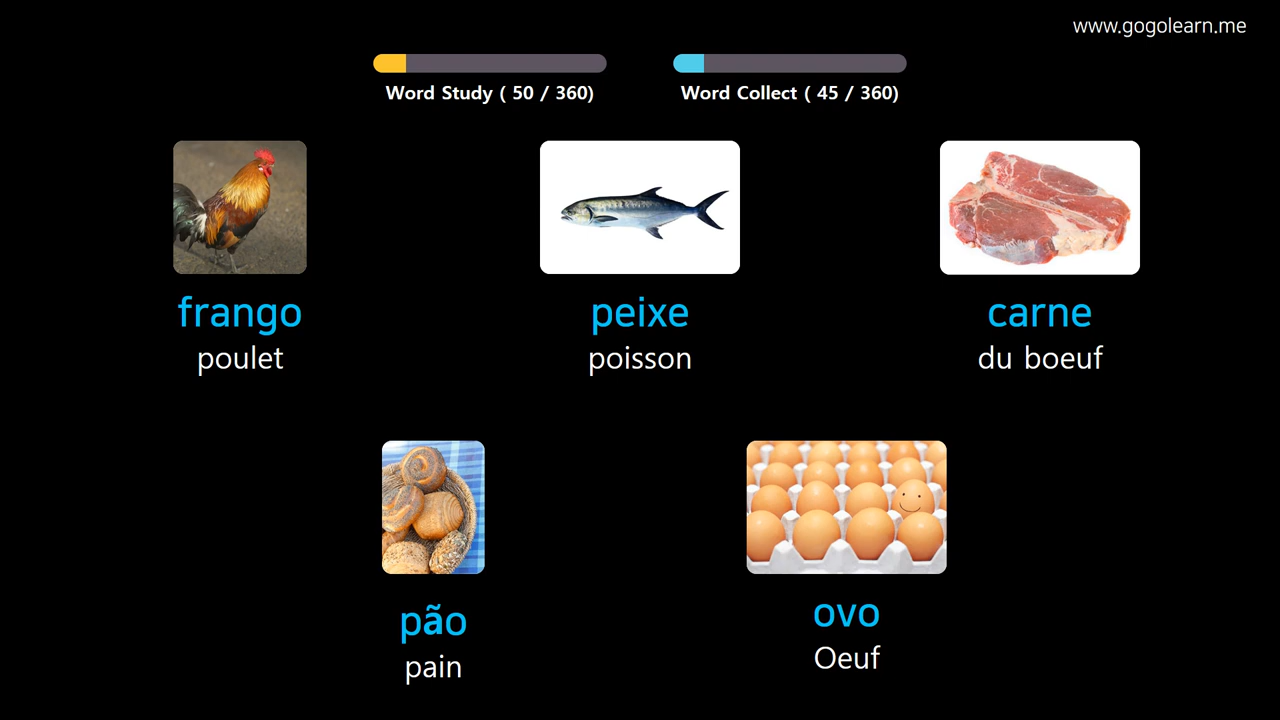 www.gogolearn.me
Word Study ( 50 / 360)
Word Collect ( 45 / 360)
frango
poulet
peixe
poisson
carne
du boeuf
pão
pain
ovo
Oeuf